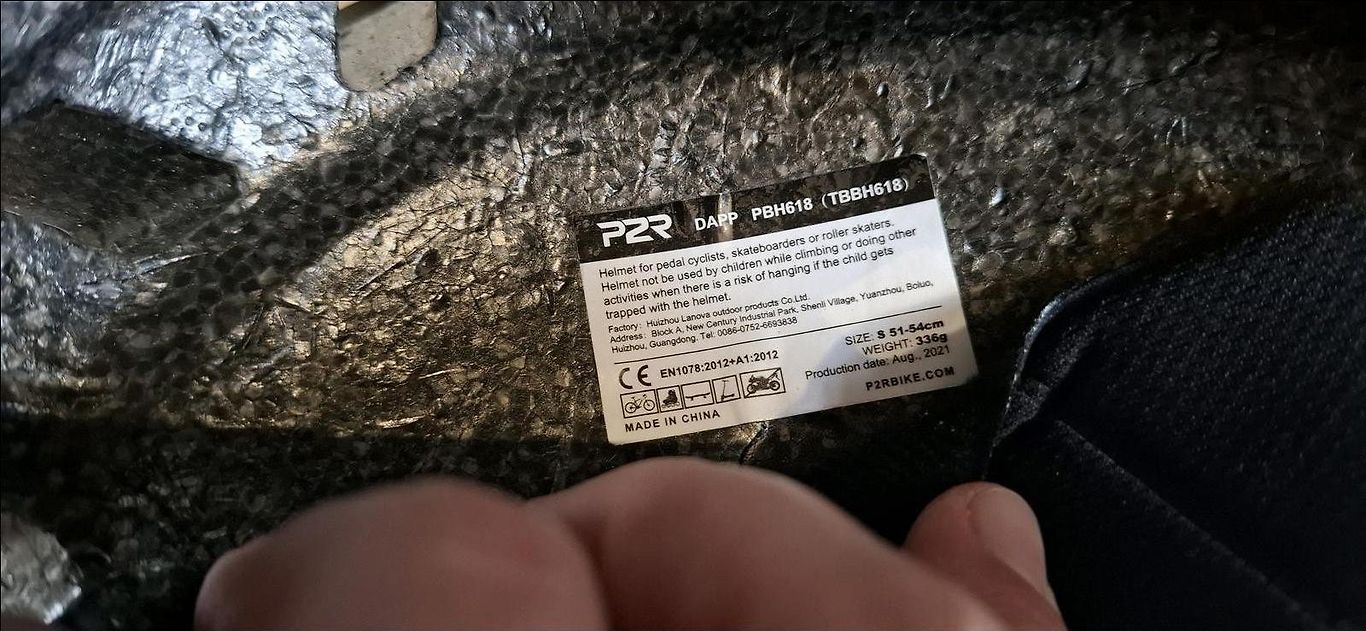 P2R DAPP PBH618 (TBBH618)
Helmet for pedal cyclists, skateboarders or roller skaters.
Helmet not be used by children while climbing or doing other
activities when there is a risk of hanging if the child gets
trapped with the helmet.
Factory: Huizhou Lanova outdoor products Co.Ltd.
Address: Block A, New Century Industrial Park, Shenli Village, Yuanzhou, Boluo,
Huizhou, Guangdong. Tel: 0086-0752-6693838
CE EN1078:2012+A1:2012
SIZE: S 51-54cm
WEIGHT: 336g
Production date: Aug., 2021
MADE IN CHINA
P2RBIKE.COM